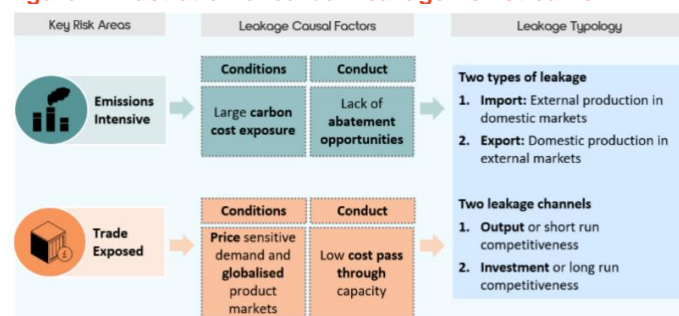 Key Risk Areas
Leakage Causal Factors
Leakage Typology
Emissions
Intensive
Conditions
Large carbon
cost exposure
Conduct
Lack of
abatement
opportunities
Trade
Exposed
£
Conditions
Price sensitive
demand and
globalised
product
markets
Conduct
Low cost pass
through
capacity
Two types of leakage
1. Import: External production in
domestic markets
2. Export: Domestic production in
external markets
Two leakage channels
1. Output or short run
competitiveness
2. Investment or long run
competitiveness